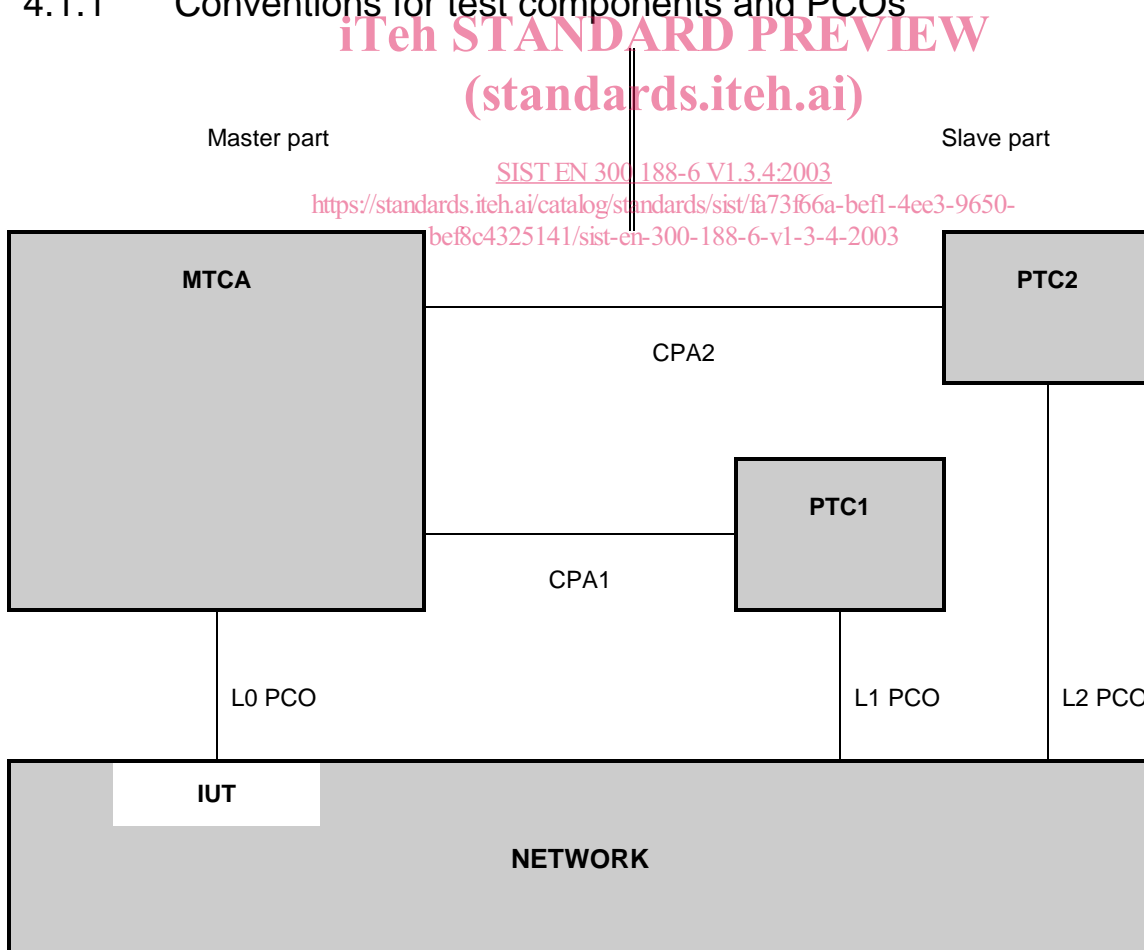 4.1.1 Conventions for test components and PCOs
iTeh STANDARD PREVIEW
(standards.iteh.ai)
Master part
Slave part
SIST EN 300 188-6 V1.3.4:2003
https://standards.iteh.ai/catalog/standards/sist/fa73f66a-bef1-4ee3-9650-
bef8c4325141/sist-en-300-188-6-v1-3-4-2003
MTCA
PTC2
CPA2
PTC1
CPA1
L0 PCO
L1 PCO
L2 PCO
IUT
NETWORK